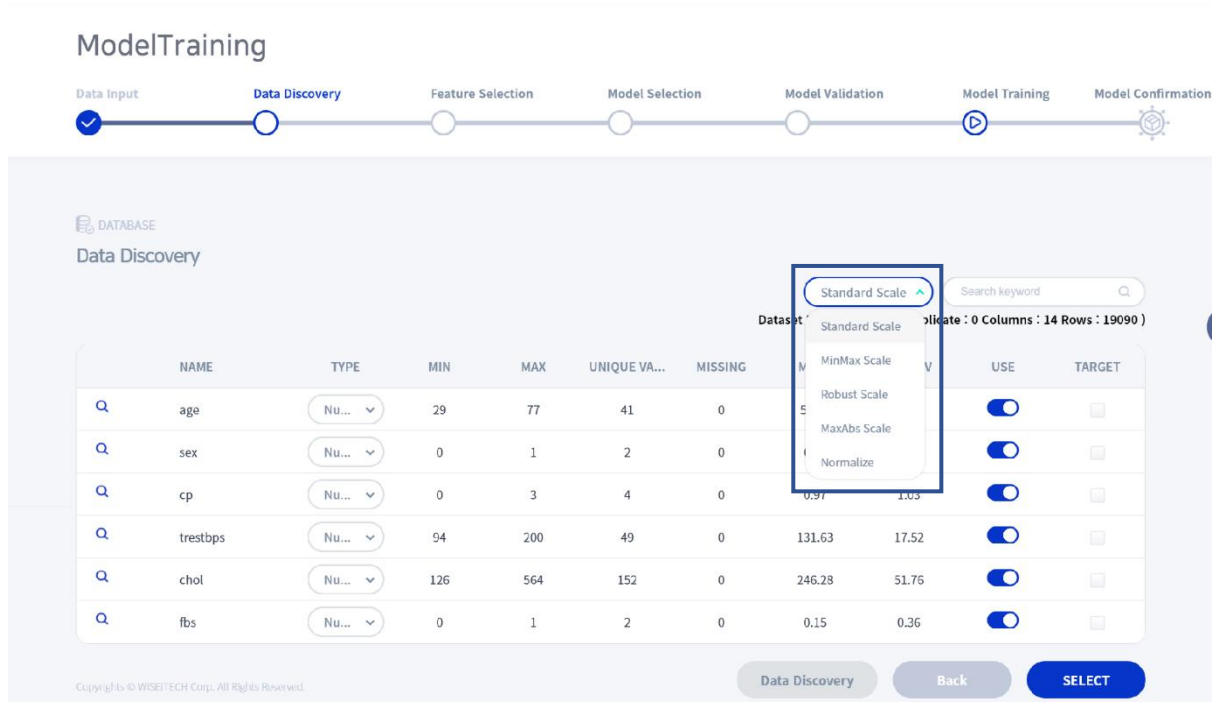 ModelTraining
Data Input Data Discovery Feature Selection Model Selection Model Validation Model Training Model Confirmation
DATABASE
Data Discovery
Standard Scale Search keyword
Dataset Columns : 14 Rows : 19090 )
Standard Scale
MinMax Scale
Robust Scale
MaxAbs Scale
Normalize
NAME TYPE MIN MAX UNIQUE VA... MISSING USE TARGET
age Nu... 29 77 41 0
sex Nu... 0 1 2 0
cp Nu... 0 3 4 0 0.97 1.03
trestbps Nu... 94 200 49 0 131.63 17.52
chol Nu... 126 564 152 0 246.28 51.76
fbs Nu... 0 1 2 0 0.15 0.36
Copyrights © WISEITECH Corp. All Rights Reserved.
Data Discovery Back SELECT